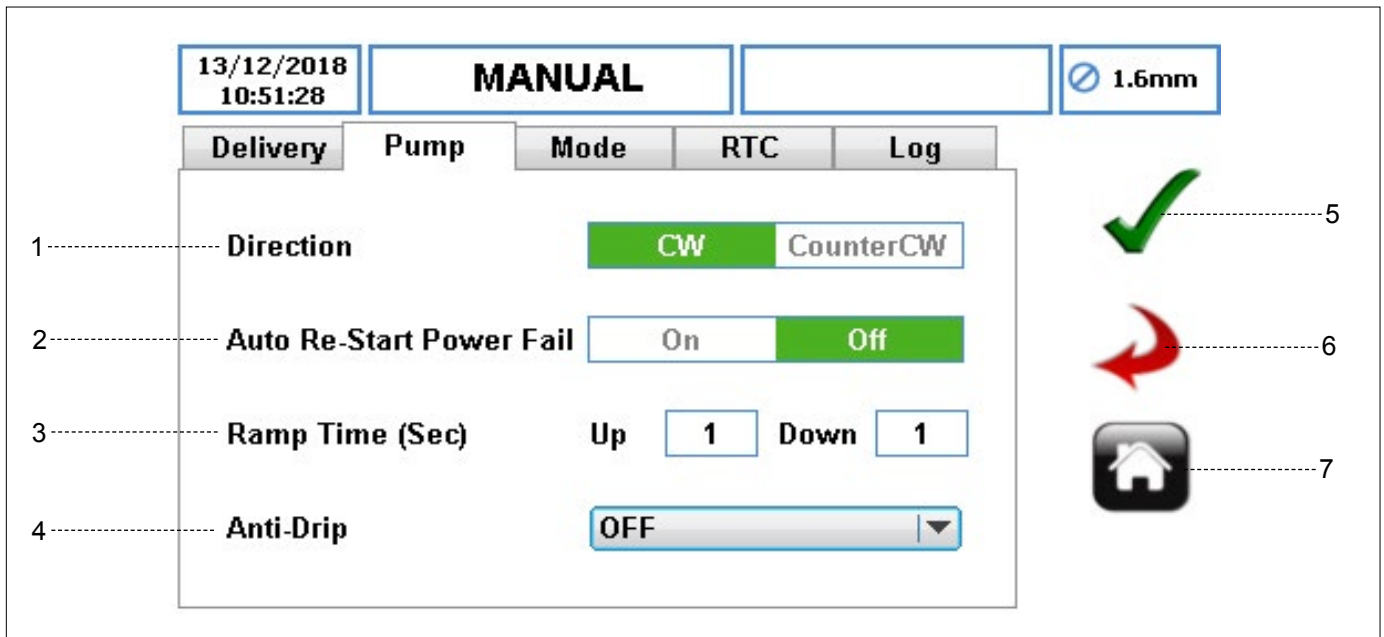 13/12/2018
10:51:28
MANUAL
1.6mm
Delivery Pump Mode RTC Log
1 Direction CW CounterCW 5
2 Auto Re-Start Power Fail On Off 6
3 Ramp Time (Sec) Up 1 Down 1
7
4 Anti-Drip OFF